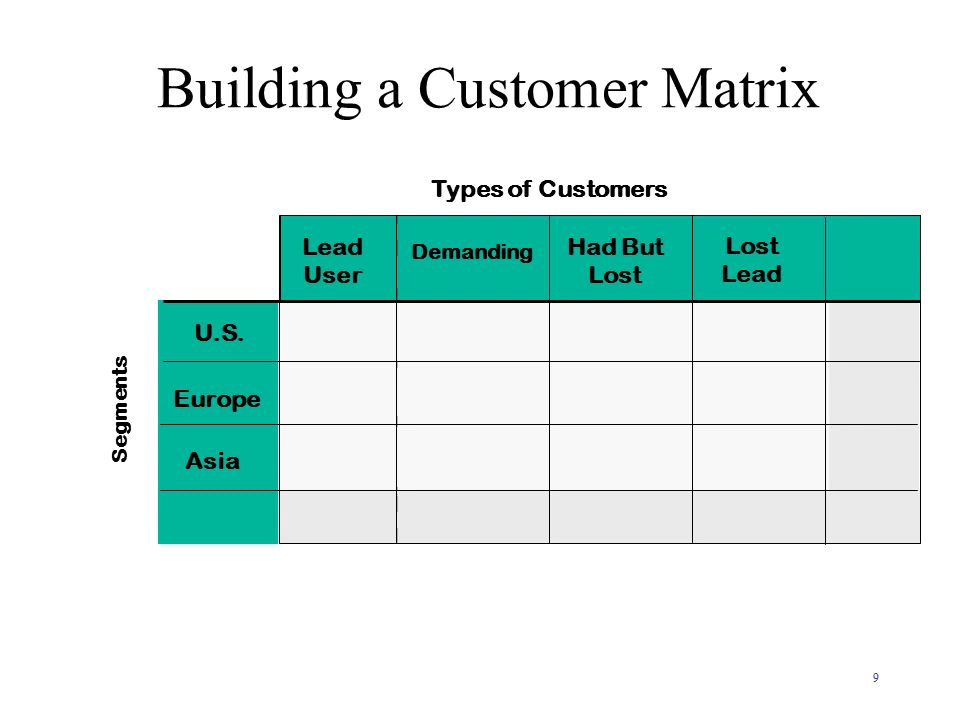 Building a Customer Matrix
Types of Customers
Lead
User
Demanding
Had But
Lost
Lost
Lead
Segments
U.S.
Europe
Asia
9